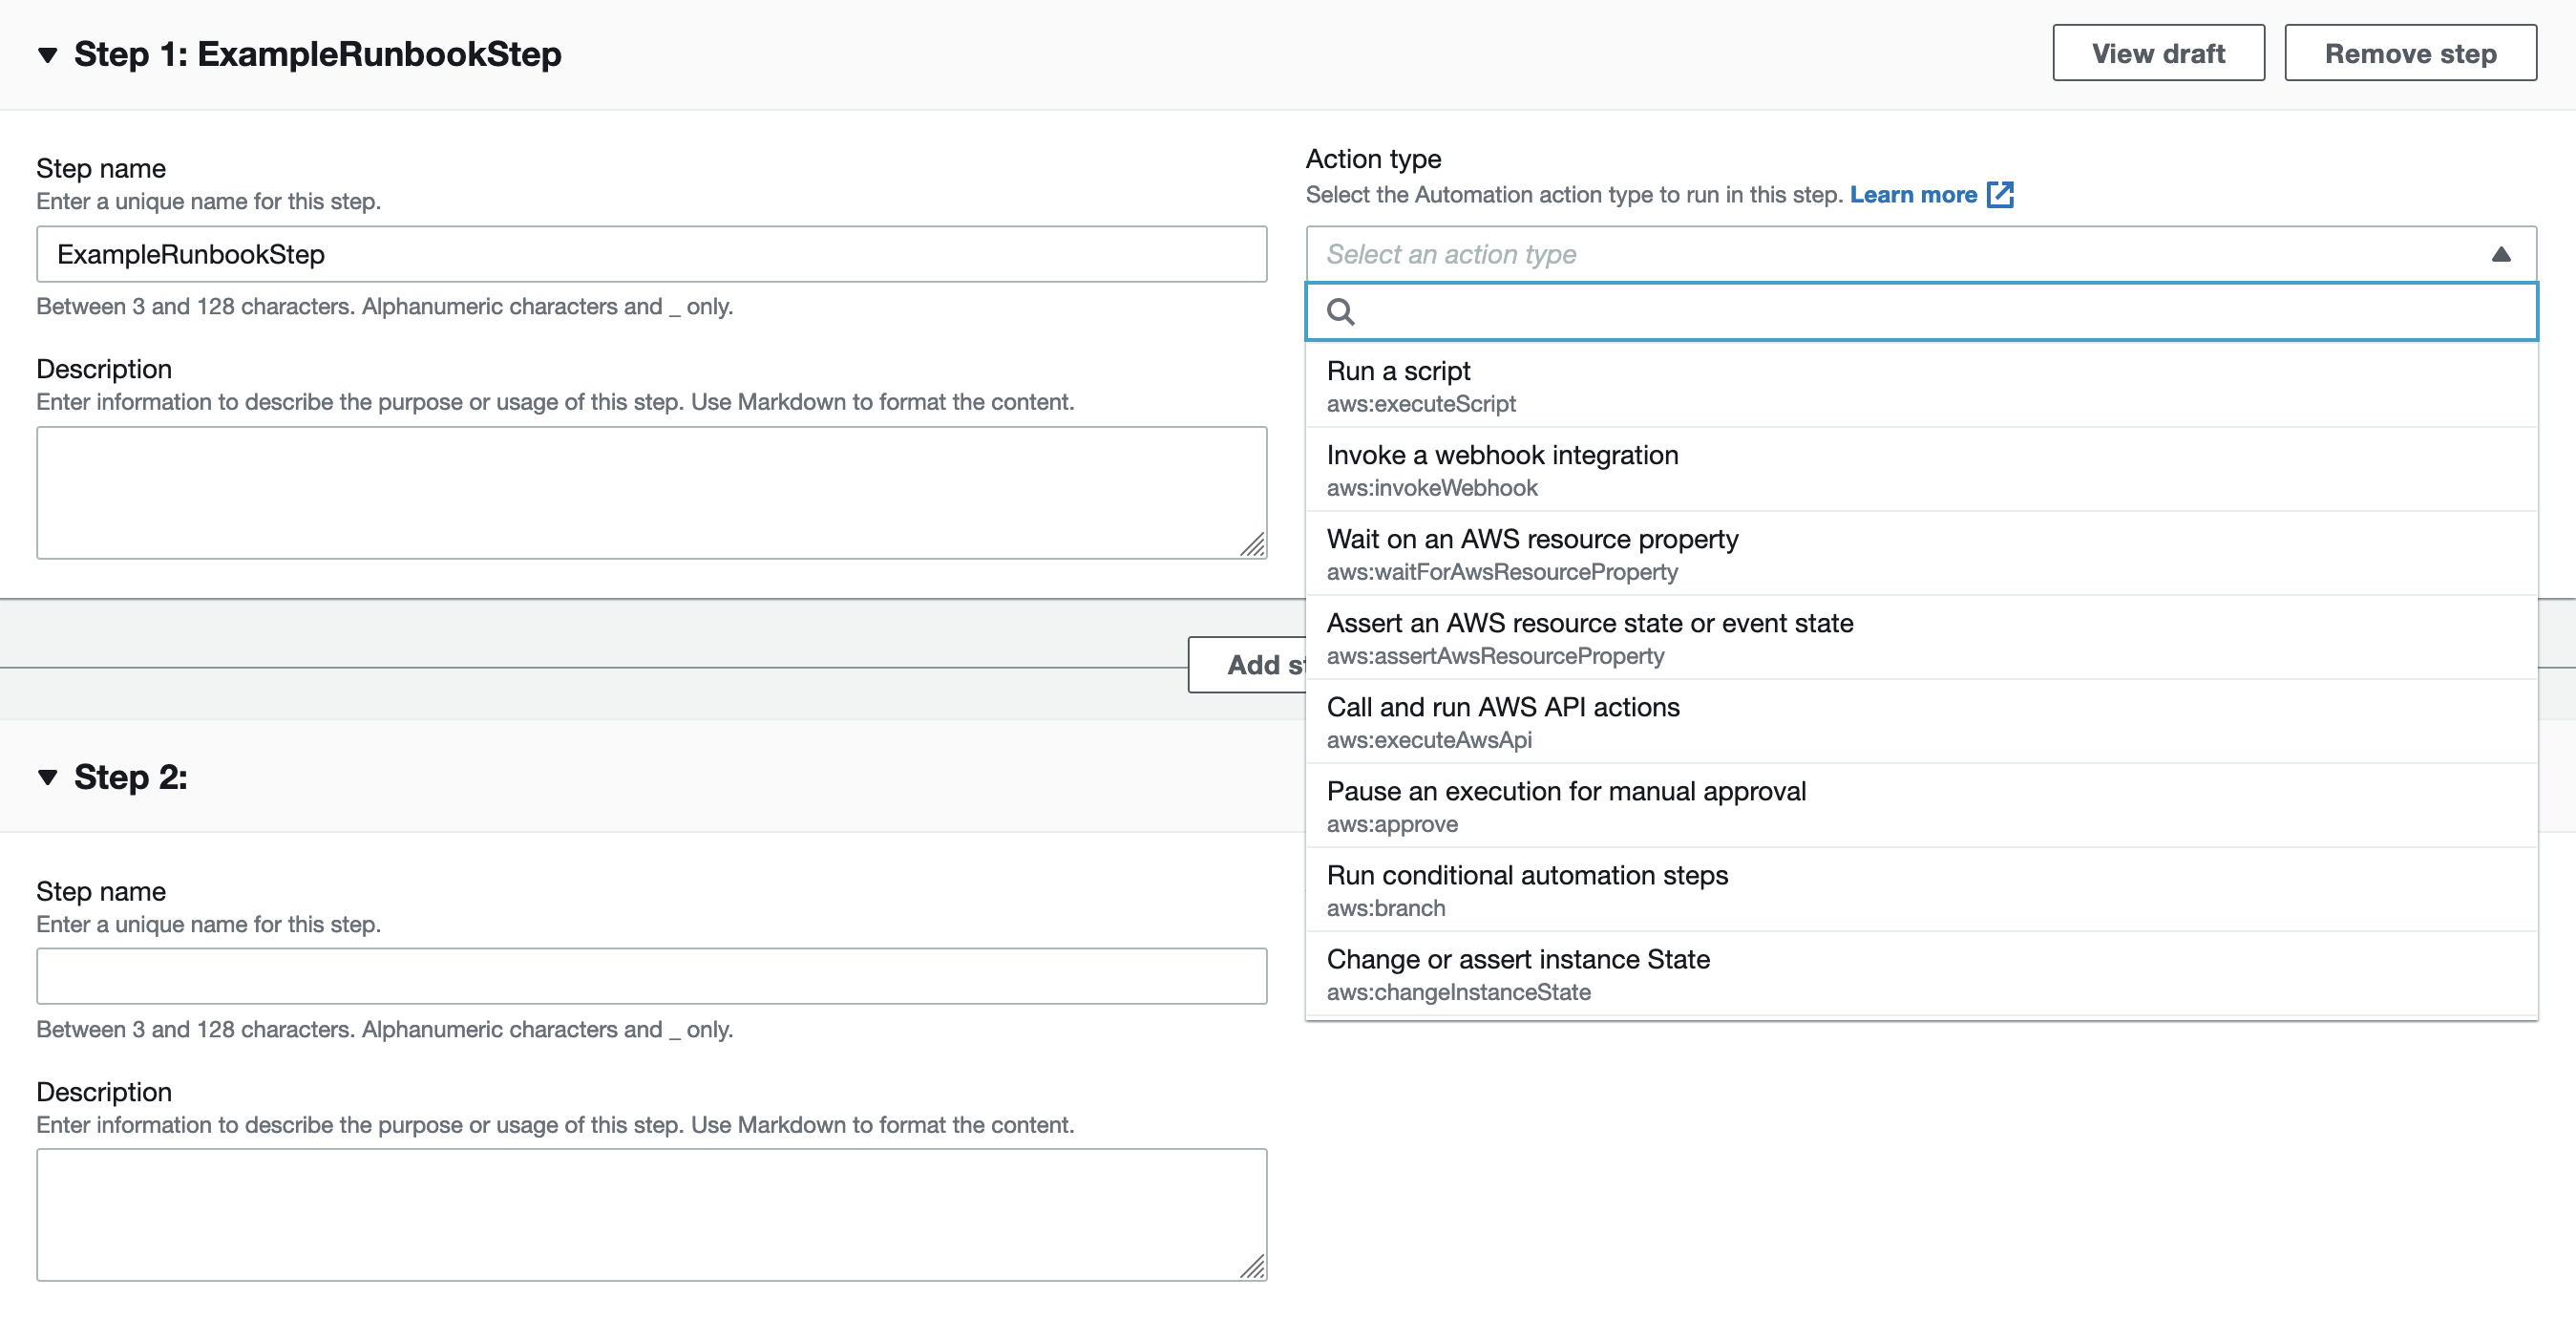 Step 1: ExampleRunbookStep
View draft
Remove step
Step name
Enter a unique name for this step.
ExampleRunbookStep
Between 3 and 128 characters. Alphanumeric characters and _ only.
Description
Enter information to describe the purpose or usage of this step. Use Markdown to format the content.
Action type
Select the Automation action type to run in this step. Learn more
Select an action type
Run a script
aws:executeScript
Invoke a webhook integration
aws:invokeWebhook
Wait on an AWS resource property
aws:waitForAwsResourceProperty
Assert an AWS resource state or event state
aws:assertAwsResourceProperty
Call and run AWS API actions
aws:executeAwsApi
Pause an execution for manual approval
aws:approve
Run conditional automation steps
aws:branch
Change or assert instance State
aws:changeInstanceState
Add
Step 2:
Step name
Enter a unique name for this step.
Between 3 and 128 characters. Alphanumeric characters and _ only.
Description
Enter information to describe the purpose or usage of this step. Use Markdown to format the content.